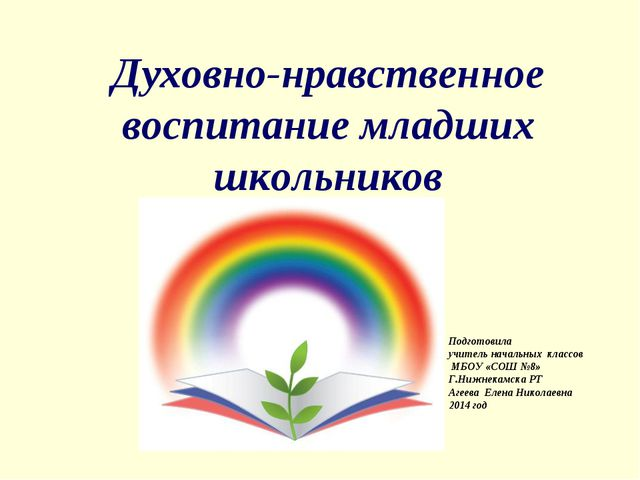 Духовно-нравственное
воспитание младших
школьников
Подготовила
учитель начальных классов
МБОУ «СОШ №8»
Г.Нижнекамска РТ
Агеева Елена Николаевна
2014 год